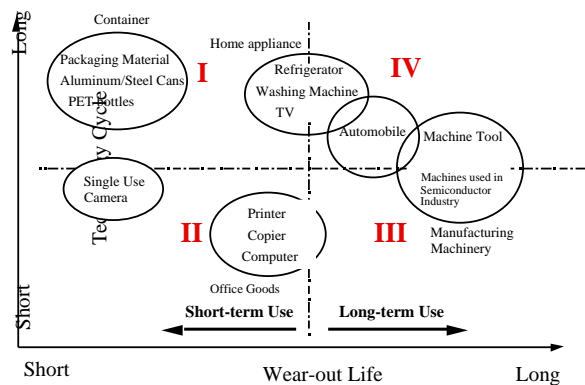 Container
Long
Packaging Material
Aluminum/Steel Cans
PET bottles
I
Home appliance
Refrigerator
Washing Machine
TV
IV
Automobile
Machine Tool
Machines used in
Semiconductor
Industry
Cycle
Single Use
Camera
II
Printer
Copier
Computer
III
Manufacturing
Machinery
Office Goods
Short-term Use
Long-term Use
Short
Short
Wear-out Life
Long